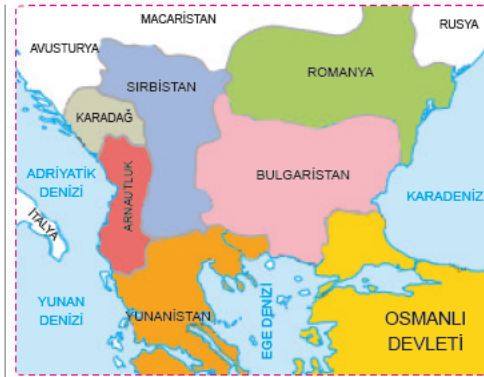 MACARİSTAN
RUSYA
AVUSTURYA
ROMANYA
SIRBİSTAN
KARADAĞ
ADRİYATİK
DENİZİ
ARNAUTLUK
BULGARİSTAN
KARADENİZ
İTALYA
YUNAN
DENİZİ
YUNANİSTAN
EGE DENİZİ
OSMANLI
DEVLETİ